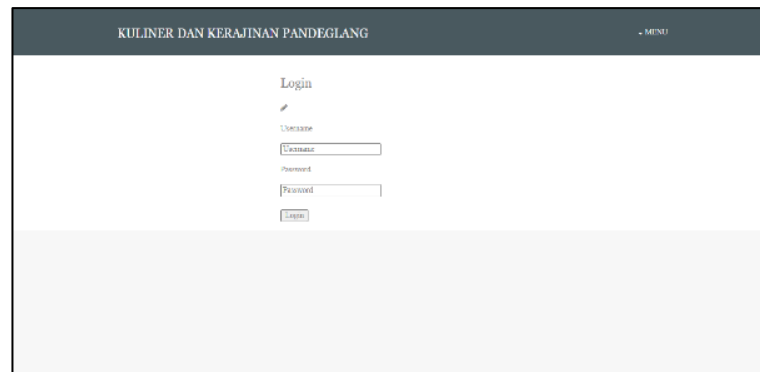 KULINER DAN KERAJINAN PANDEGLANG
MENU
Login
Username
Username
Password
Password
Login